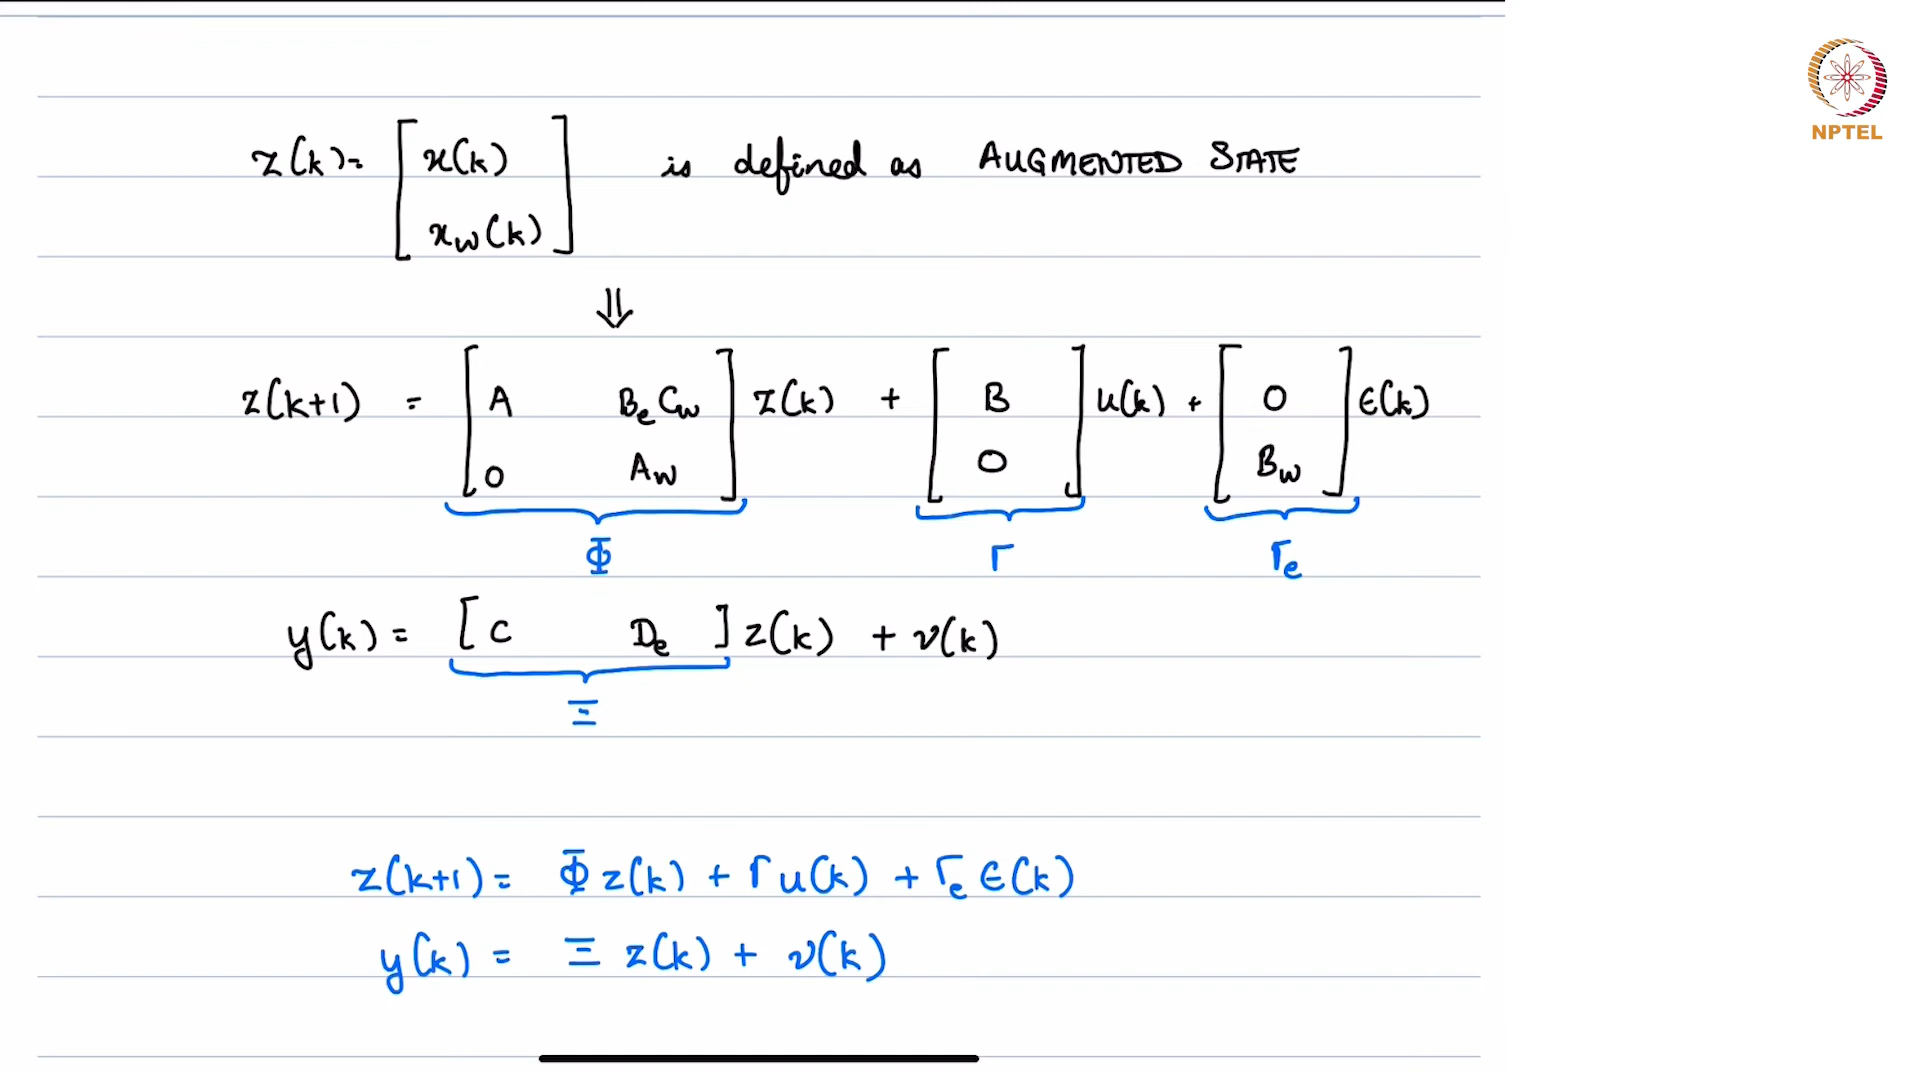 NPTEL
z(k) = [ x(k) ; x_w(k) ] is defined as AUGMENTED STATE
⇓
z(k+1) = [ A B_e C_w ; 0 A_w ] z(k) + [ B ; 0 ] u(k) + [ 0 ; B_w ] ϵ(k)
Φ Γ Γ_e
y(k) = [ C D_e ] z(k) + v(k)
Ξ
z(k+1) = Φ z(k) + Γ u(k) + Γ_e ϵ(k)
y(k) = Ξ z(k) + v(k)